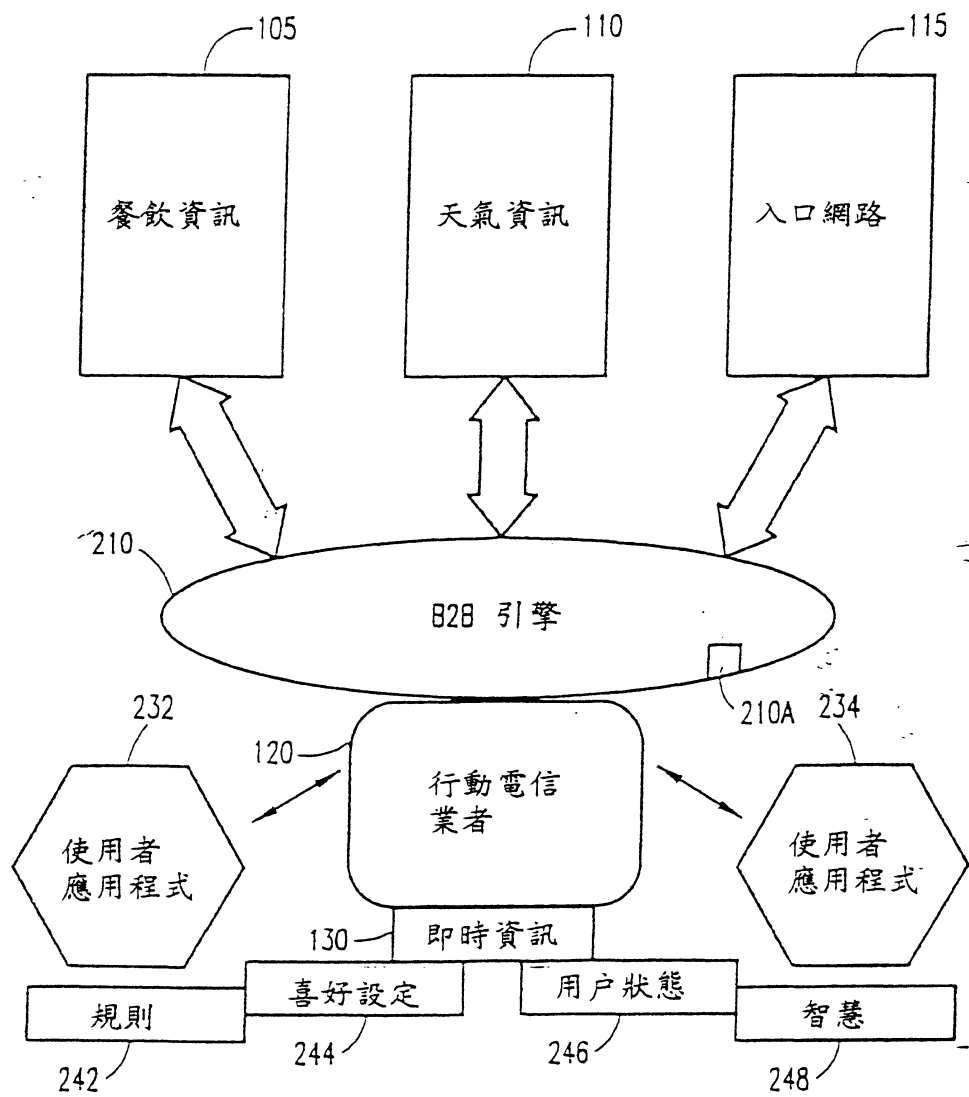 105
110
115
餐飲資訊
天氣資訊
入口網路
210
B2B 引擎
210A
232
120
234
行動電信
業者
使用者
應用程式
使用者
應用程式
130
即時資訊
喜好設定
用户狀態
規則
智慧
242
244
246
248